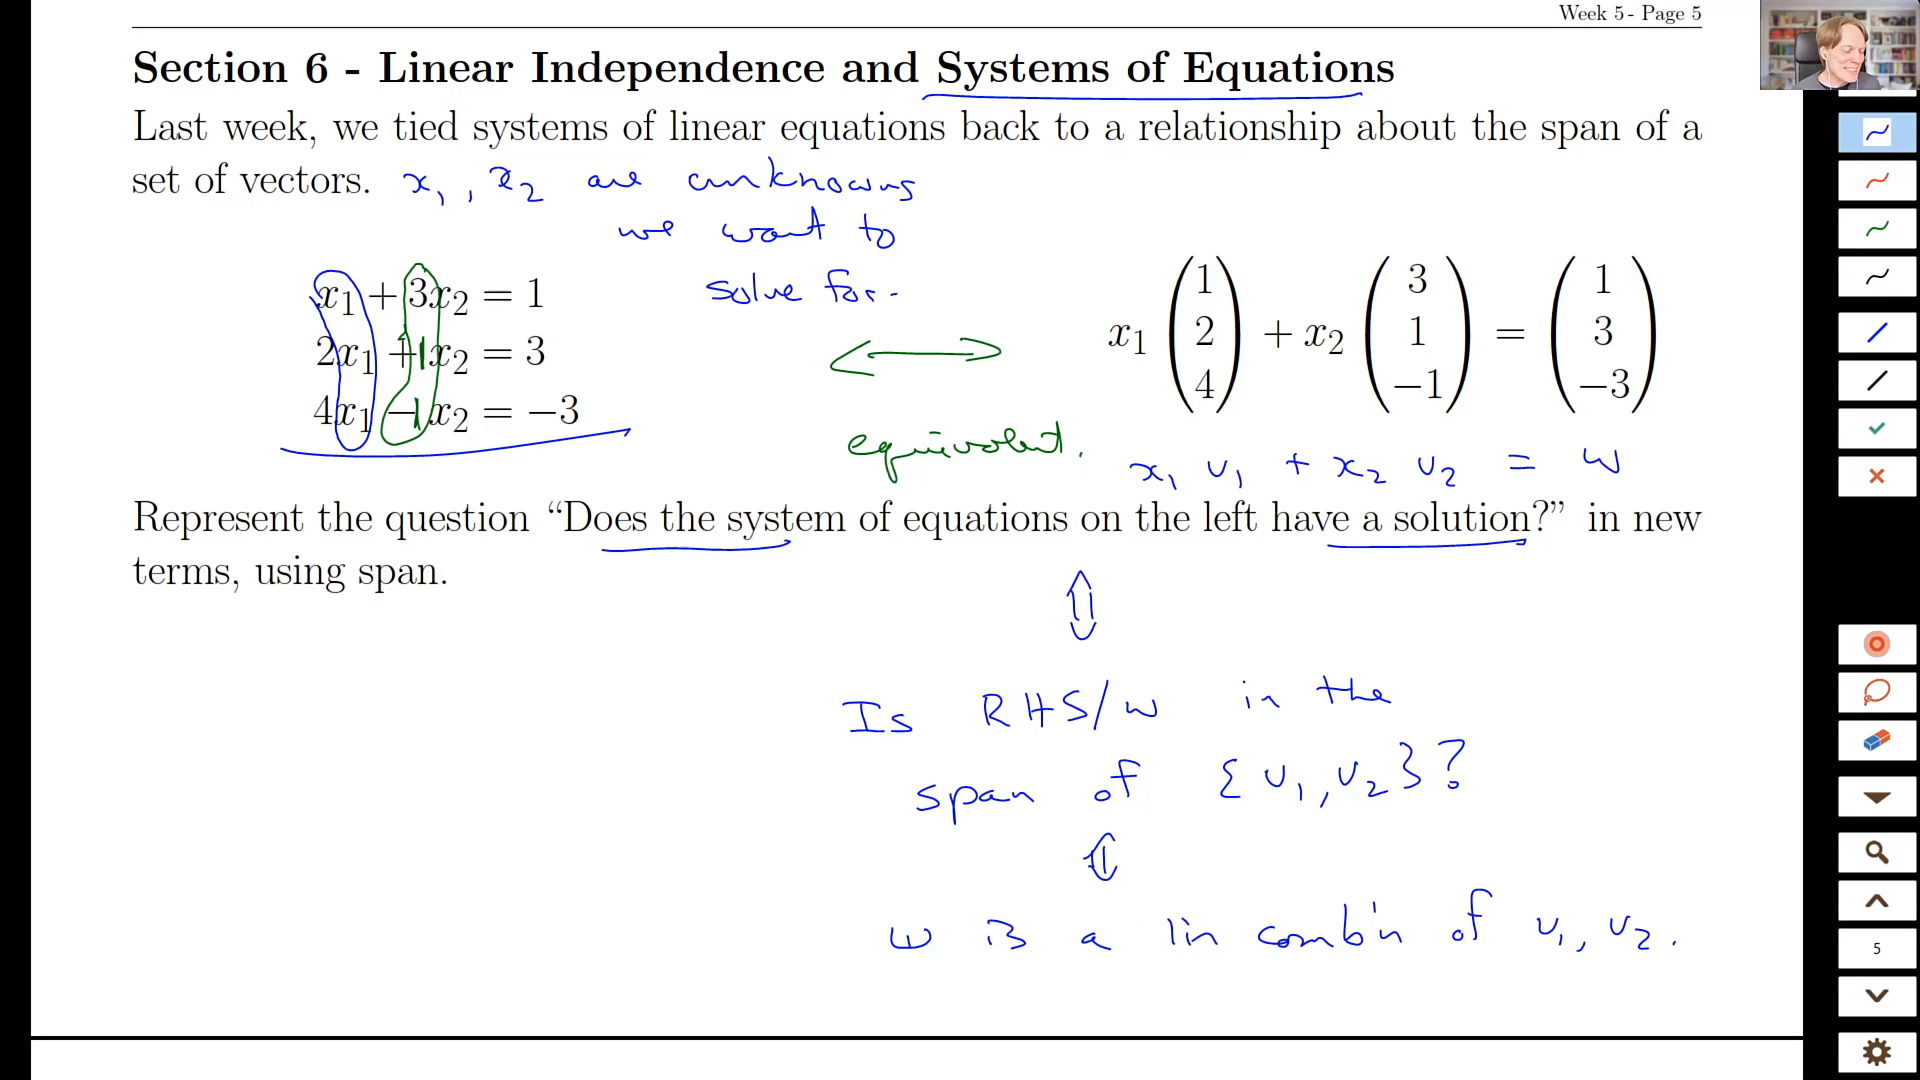 Week 5 - Page 5
Section 6 - Linear Independence and Systems of Equations
Last week, we tied systems of linear equations back to a relationship about the span of a
set of vectors. x₁, x₂ are unknowns
we want to
solve for.
x₁ + 3x₂ = 1
2x₁ + 1x₂ = 3
4x₁ - 1x₂ = −3
equivalent.
x₁ (1 2 4) + x₂ (3 1 −1) = (1 3 −3)
x₁ v₁ + x₂ v₂ = w
Represent the question “Does the system of equations on the left have a solution?” in new
terms, using span.
Is RHS/w in the
span of {v₁, v₂}?
w is a lin comb'n of v₁, v₂.
5